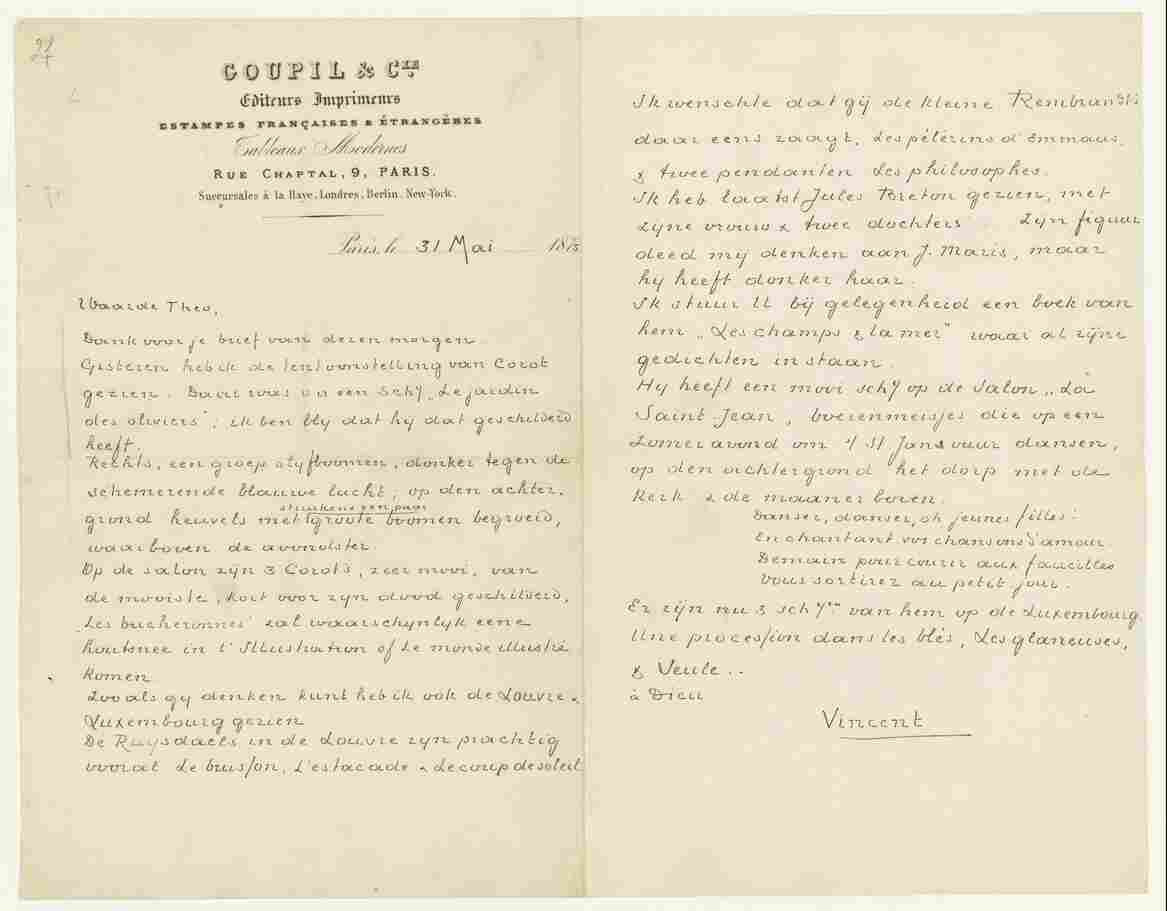 GOUPIL & CIE
Editeurs Imprimeurs
ESTAMPES FRANÇAISES & ÉTRANGÈRES
Tableaux Modernes
RUE CHAPTAL, 9, PARIS.
Succursales à la Haye, Londres, Berlin, New-York.
Paris, le 31 Mai 1875
Waarde Theo,
Dank voor je brief van dezen morgen.
Gisteren heb ik de tentoonstelling van Corot
gezien. Daar was o.a. een schij „Le jardin
des oliviers”; ik ben bly dat hy dat geschilderd
heeft.
Rechts, een groep olyfboomen, donker tegen de
schemerende blauwe lucht; op den achter-
struiken & een paar
grond heuvels met groote boomen begroeid,
waarboven de avondster.
Op de salon zijn 3 Corots, zeer mooi, van
de mooiste, kort voor zyn dood geschilderd,
„Les bucheronnes” zal waarschynlyk eene
houtsnee in l'Illustration of Le monde illustré
komen.
Zooals gy denken kunt heb ik ook de Louvre &
Luxembourg gezien
De Ruysdaels in de Louvre zyn prachtig
vooral Le buisson, L'estacade & Le coup de soleil
Ik wenschte dat gij de kleine Rembrandts
daar eens zaagt, Les pélérins d'Emmaus,
& twee pendanten Les philosophes.
Ik heb laatst Jules Breton gezien, met
zyne vrouw & twee dochters. Zyn figuur
deed my denken aan J. Maris, maar
hy heeft donker haar.
Ik stuur U bij gelegenheid een boek van
hem „Les champs & la mer” waar al zijne
gedichten in staan.
Hy heeft een mooi schy op de Salon „La
Saint-Jean, boerenmeisjes die op een
Zomeravond om 't St Jans vuur dansen,
op den achtergrond het dorp met de
kerk & de maan er boven.
Danser, danser, oh jeunes filles!
En chantant vos chansons d'amour.
Demain pour courir aux faucilles
Vous sortirez au petit jour.
Er zijn nu 3 schyen van hem op de Luxembourg.
Une procession dans les blés, Les glaneuses,
& Seule..
à Dieu
Vincent